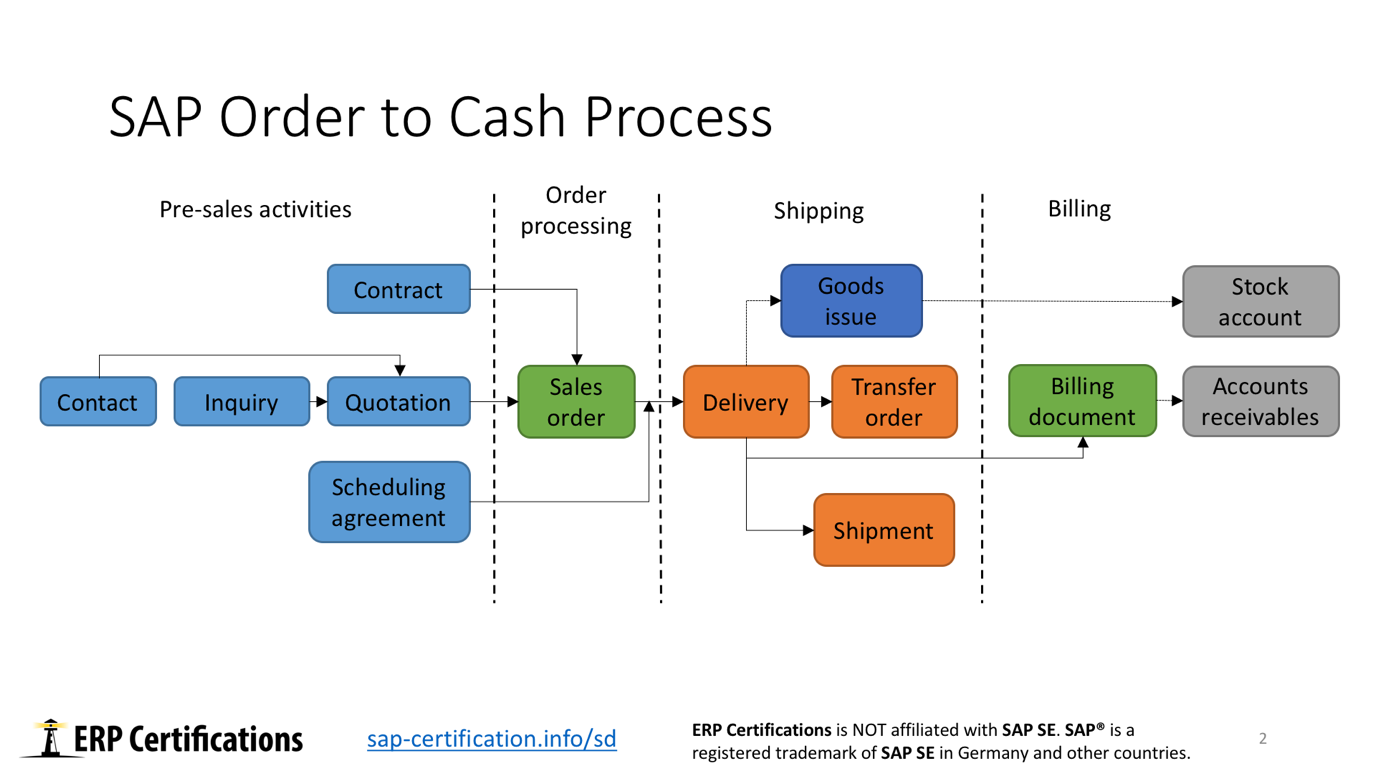 SAP Order to Cash Process
Pre-sales activities
Order
processing
Shipping
Billing
Contract
Goods
issue
Stock
account
Contact
Inquiry
Quotation
Sales
order
Delivery
Transfer
order
Billing
document
Accounts
receivables
Scheduling
agreement
Shipment
ERP Certifications
sap-certification.info/sd
ERP Certifications is NOT affiliated with SAP SE. SAP® is a
registered trademark of SAP SE in Germany and other countries.
2